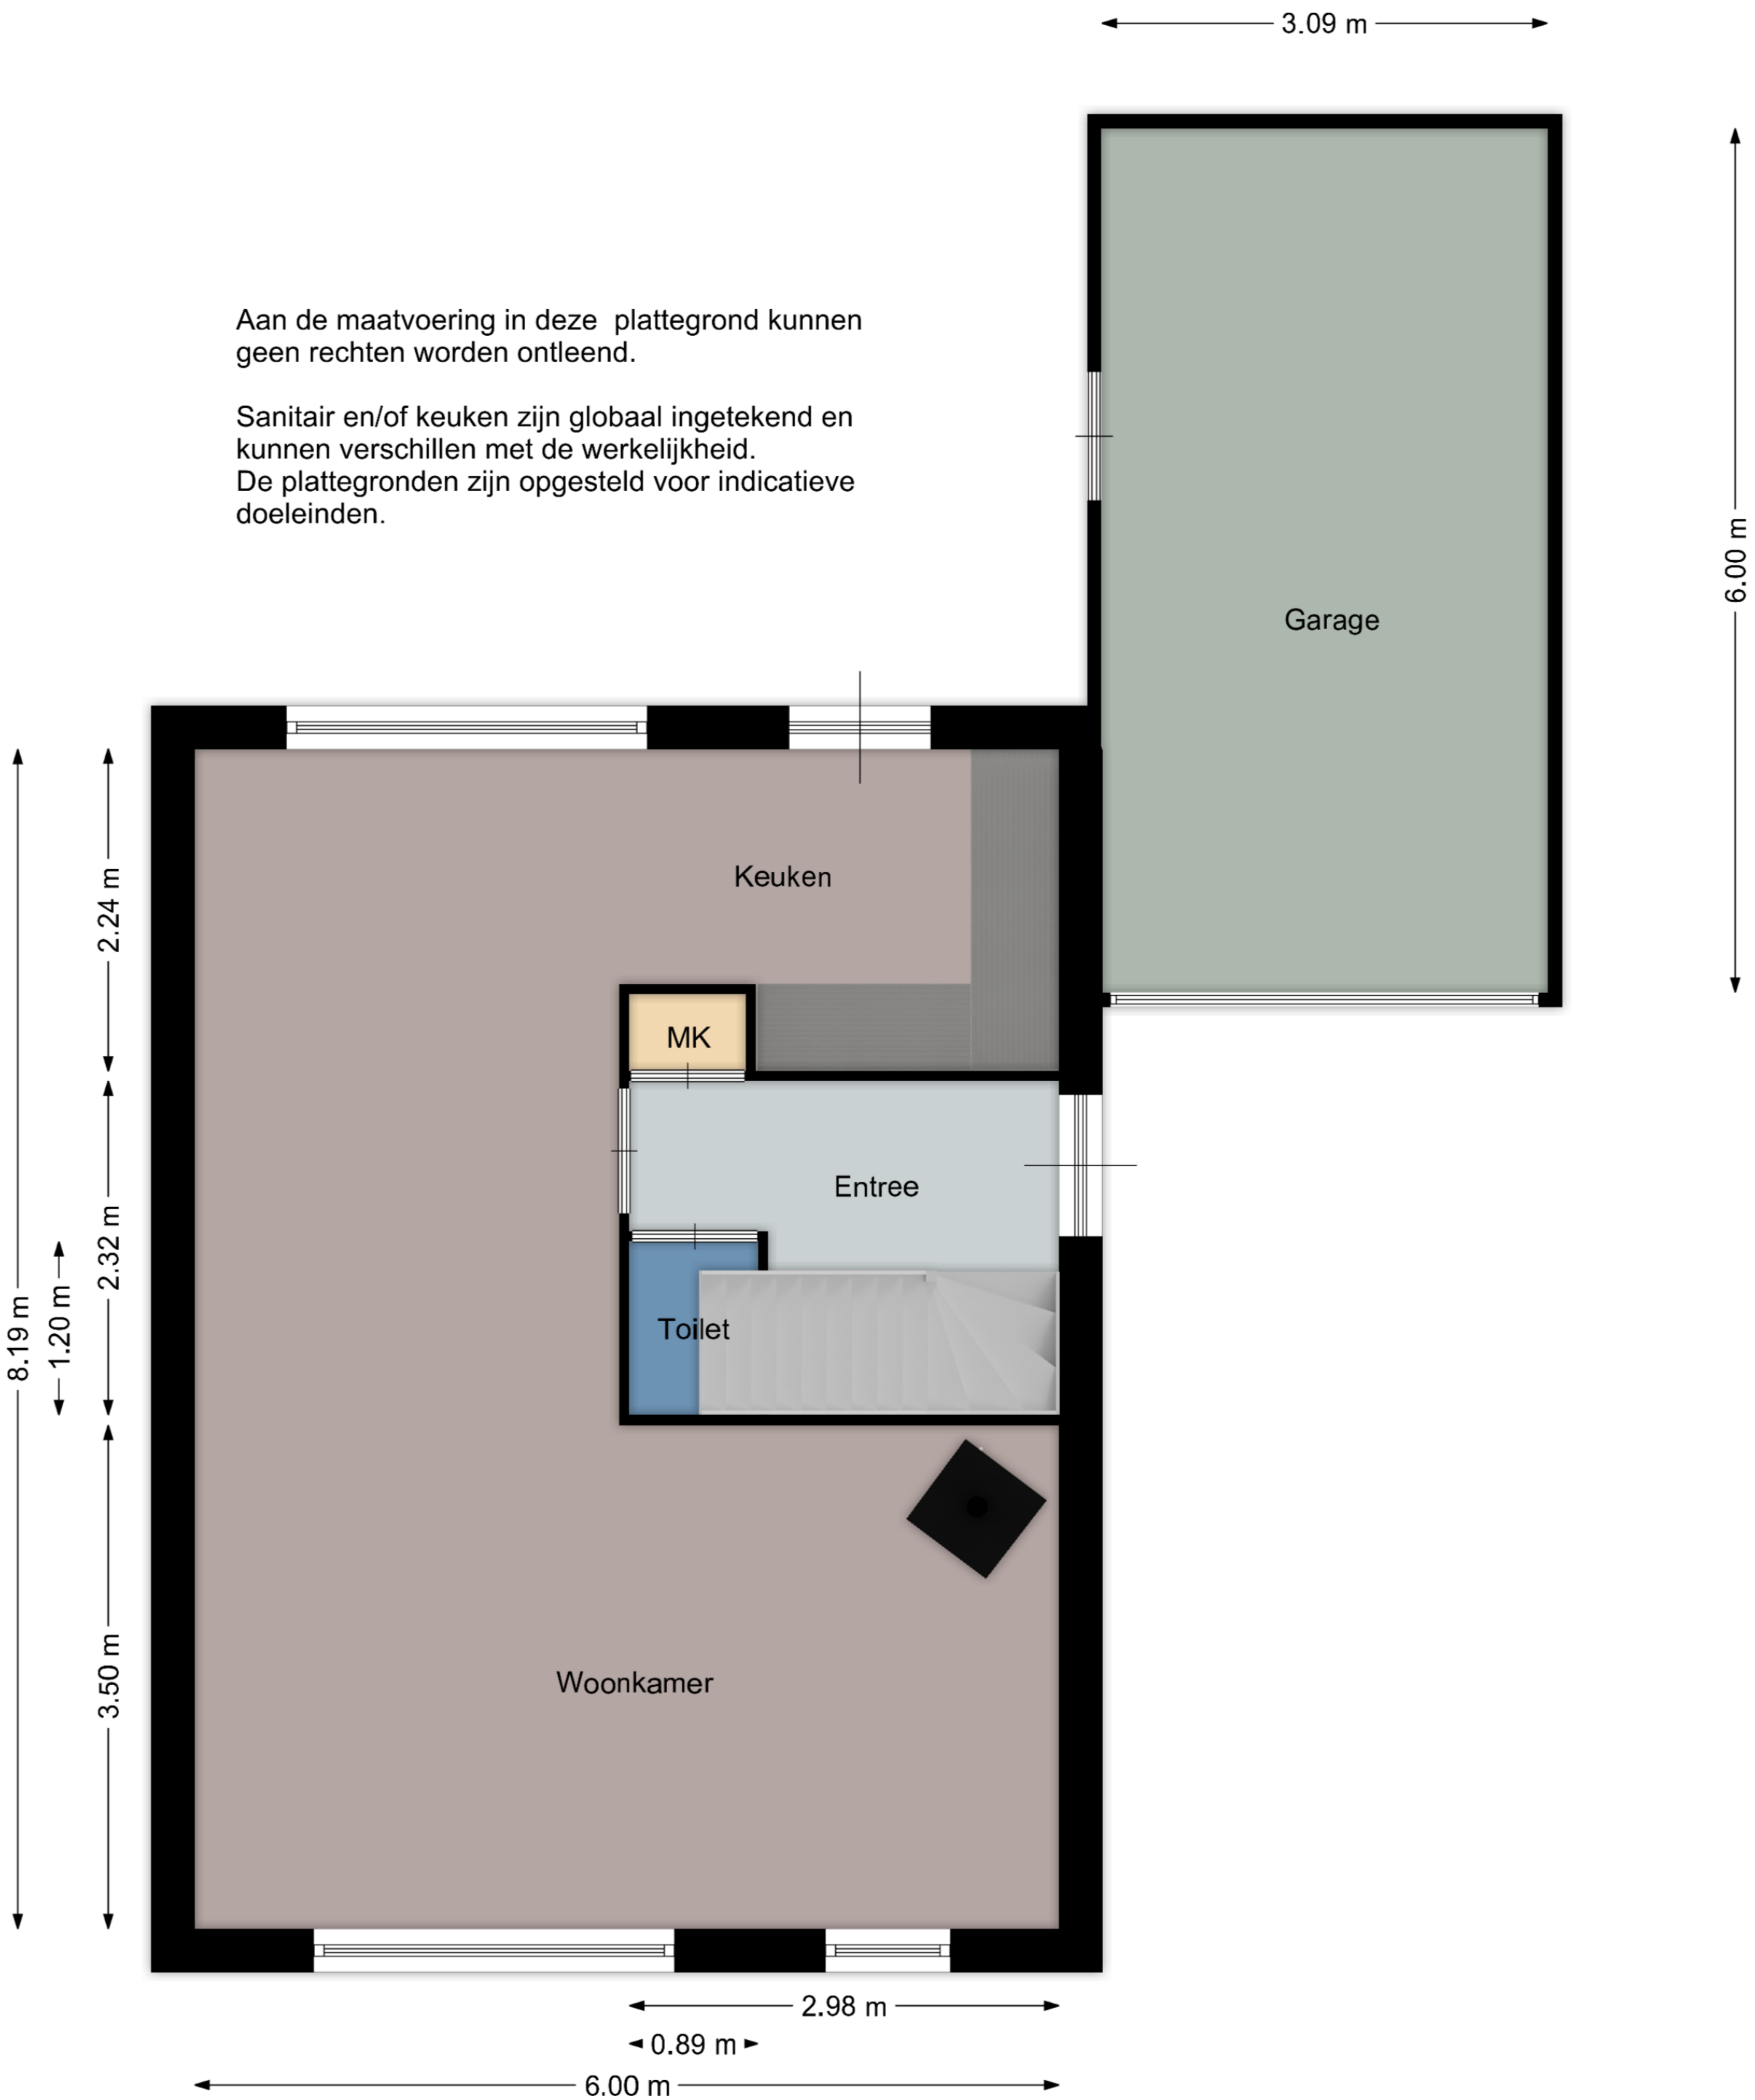 3.09 m
Aan de maatvoering in deze  plattegrond kunnen
geen rechten worden ontleend.
Sanitair en/of keuken zijn globaal ingetekend en
kunnen verschillen met de werkelijkheid.
De plattegronden zijn opgesteld voor indicatieve
doeleinden.
6.00 m
Garage
Keuken
2.24 m
MK
Entree
2.32 m
1.20 m
8.19 m
Toilet
3.50 m
Woonkamer
2.98 m
0.89 m
6.00 m